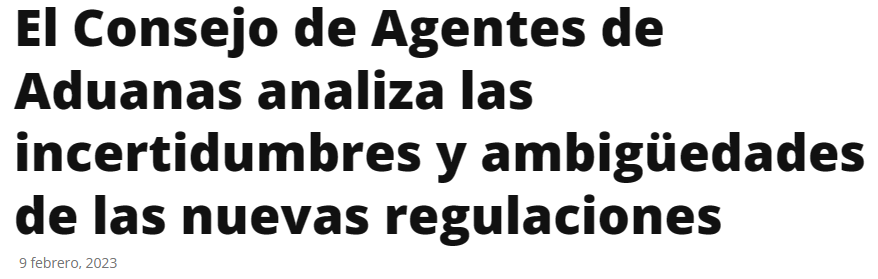 El Consejo de Agentes de
Aduanas analiza las
incertidumbres y ambigüedades
de las nuevas regulaciones
9 febrero, 2023